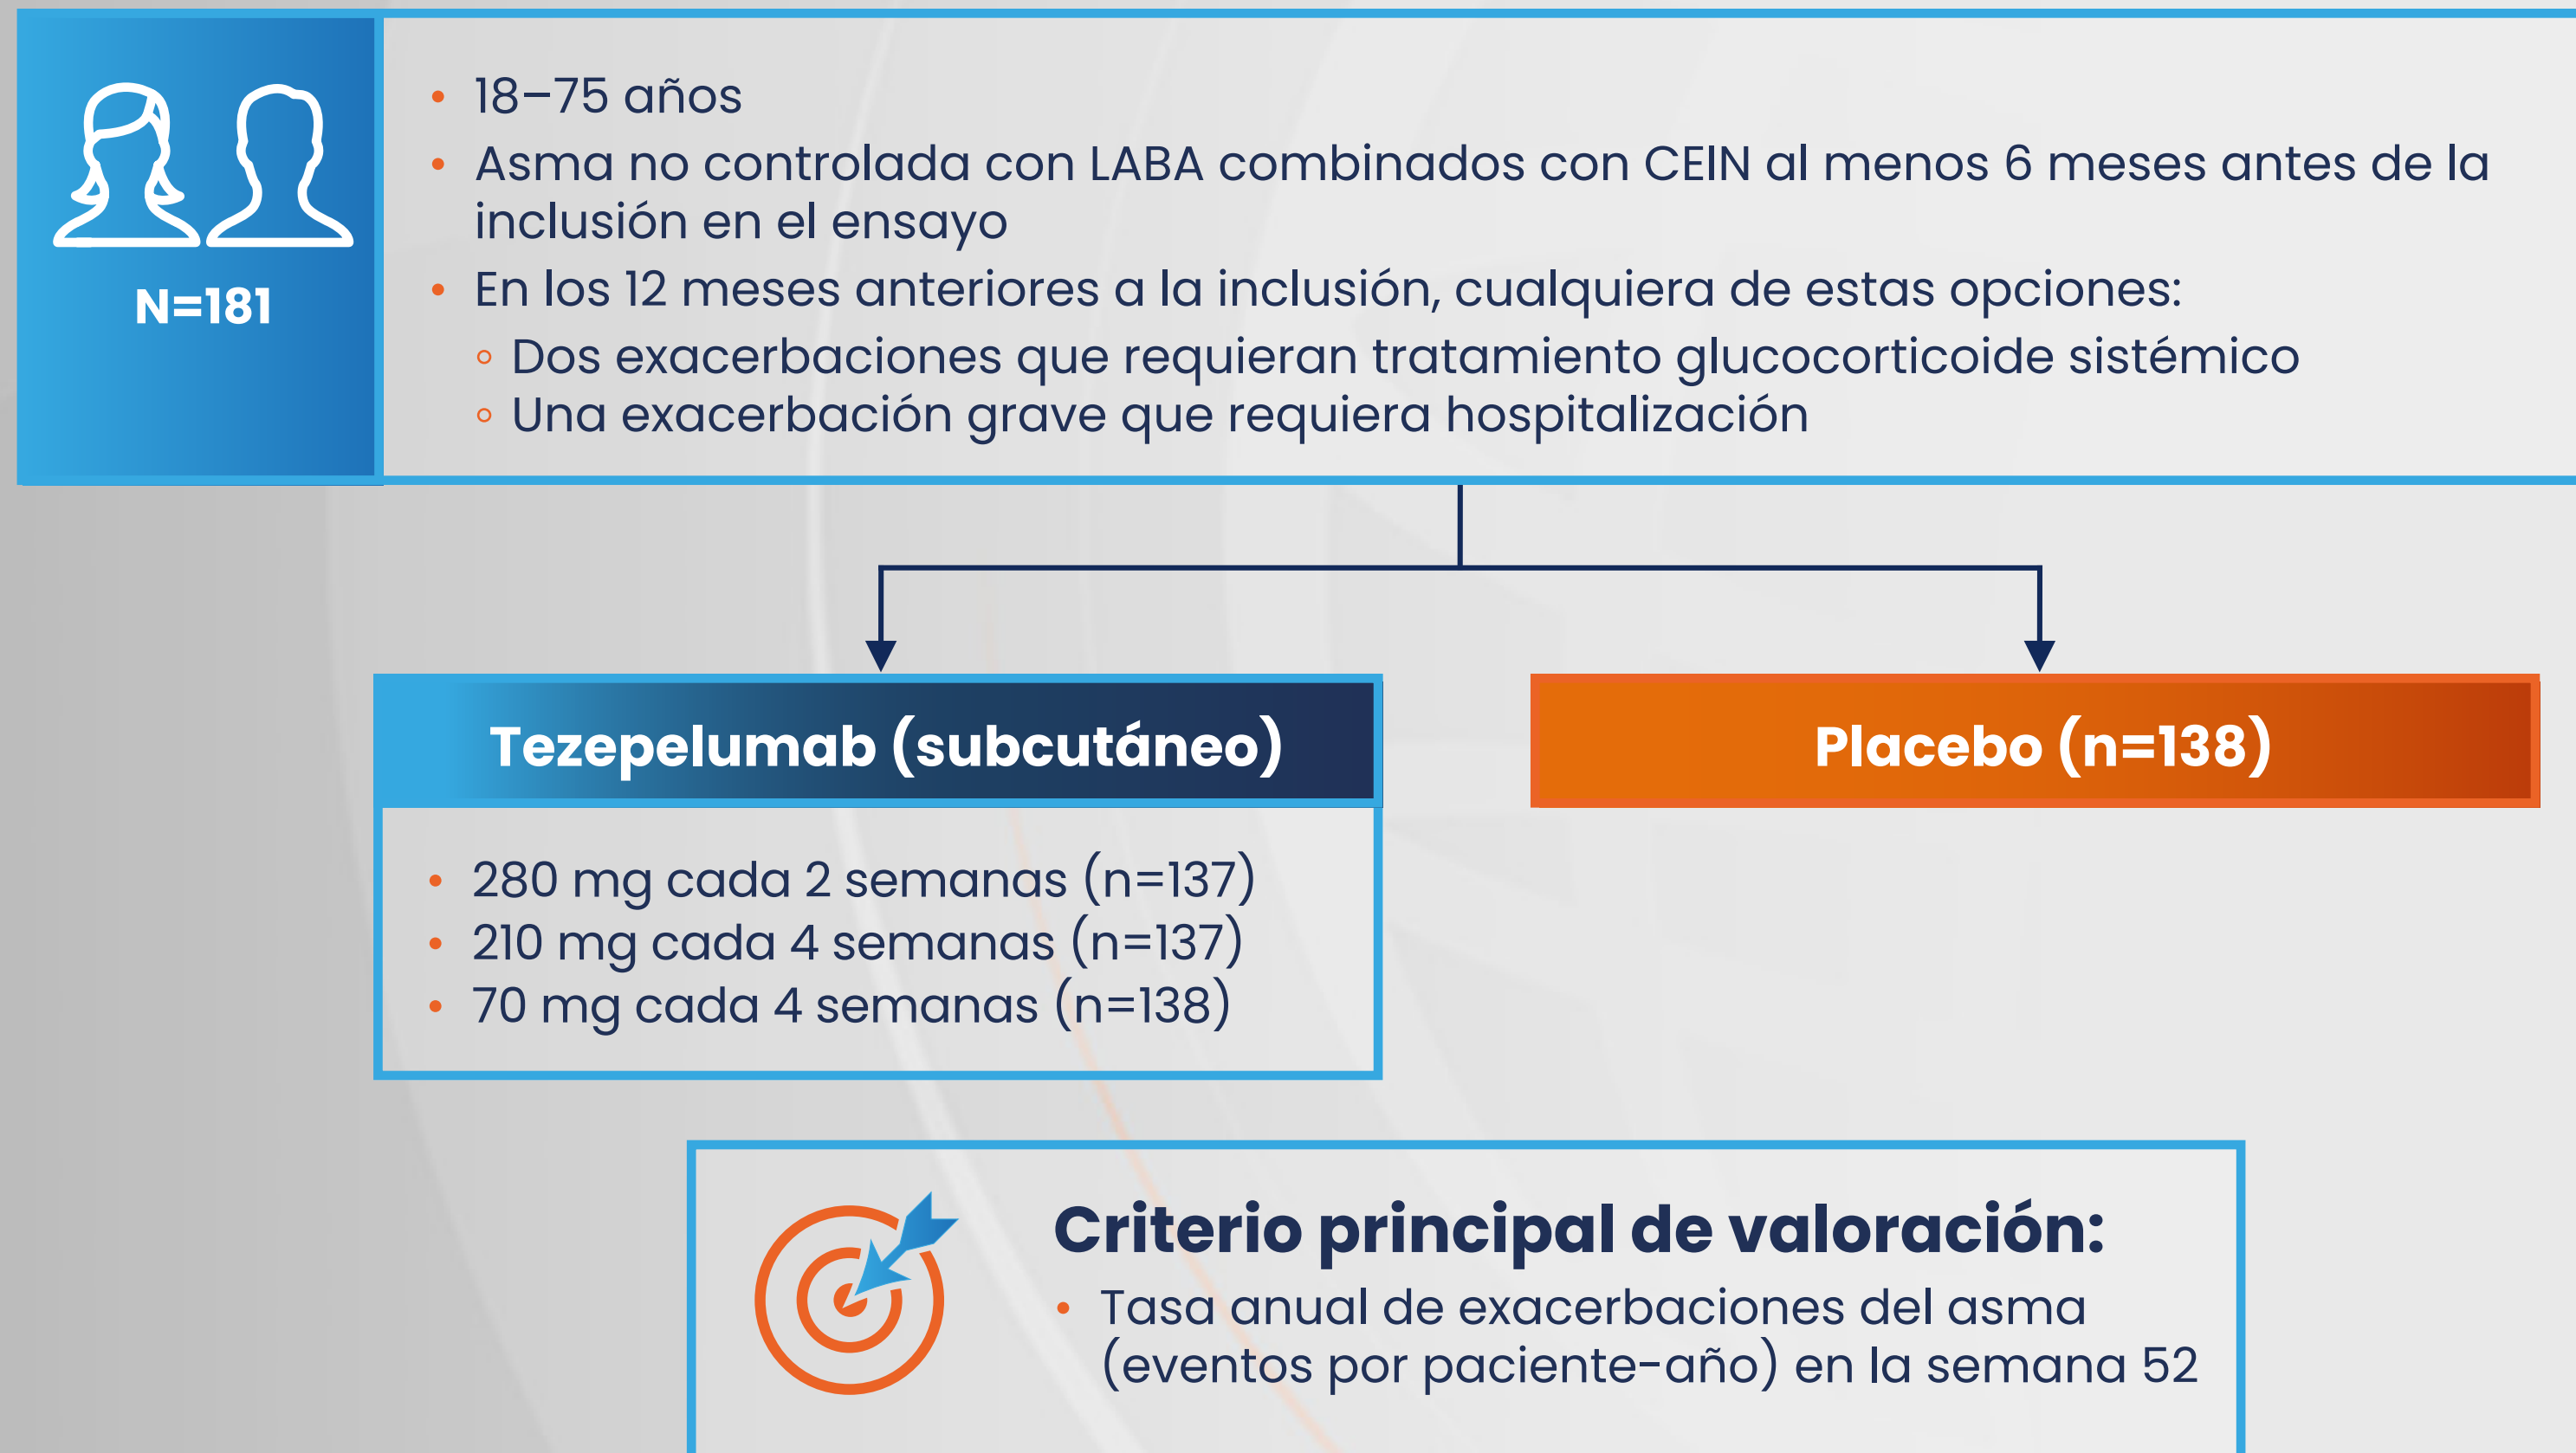 N=181
• 18–75 años
• Asma no controlada con LABA combinados con CEIN al menos 6 meses antes de la
inclusión en el ensayo
• En los 12 meses anteriores a la inclusión, cualquiera de estas opciones:
◦ Dos exacerbaciones que requieran tratamiento glucocorticoide sistémico
◦ Una exacerbación grave que requiera hospitalización
Tezepelumab (subcutáneo)
• 280 mg cada 2 semanas (n=137)
• 210 mg cada 4 semanas (n=137)
• 70 mg cada 4 semanas (n=138)
Placebo (n=138)
Criterio principal de valoración:
• Tasa anual de exacerbaciones del asma
(eventos por paciente-año) en la semana 52